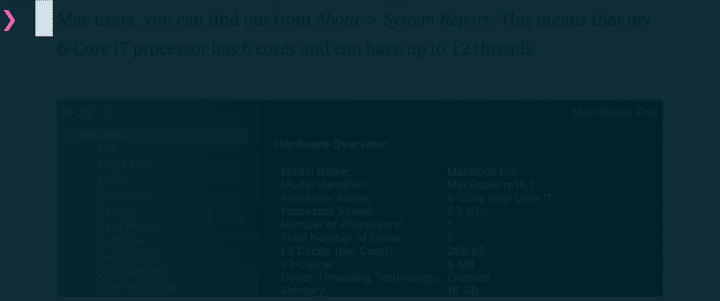 ❯
Mac users, you can find out from About > System Report. This means that my
6-Core i7 processor has 6 cores and can have up to 12 threads.
MacBook Pro
Hardware
ATA
Apple Pay
Audio
Bluetooth
Camera
Card Reader
Controller
Diagnostics
Disc Burning
Ethernet Cards
Hardware Overview:
Model Name: MacBook Pro
Model Identifier: MacBookPro15,1
Processor Name: 6-Core Intel Core i7
Processor Speed: 2.2 GHz
Number of Processors: 1
Total Number of Cores: 6
L2 Cache (per Core): 256 KB
L3 Cache: 9 MB
Hyper-Threading Technology: Enabled
Memory: 16 GB